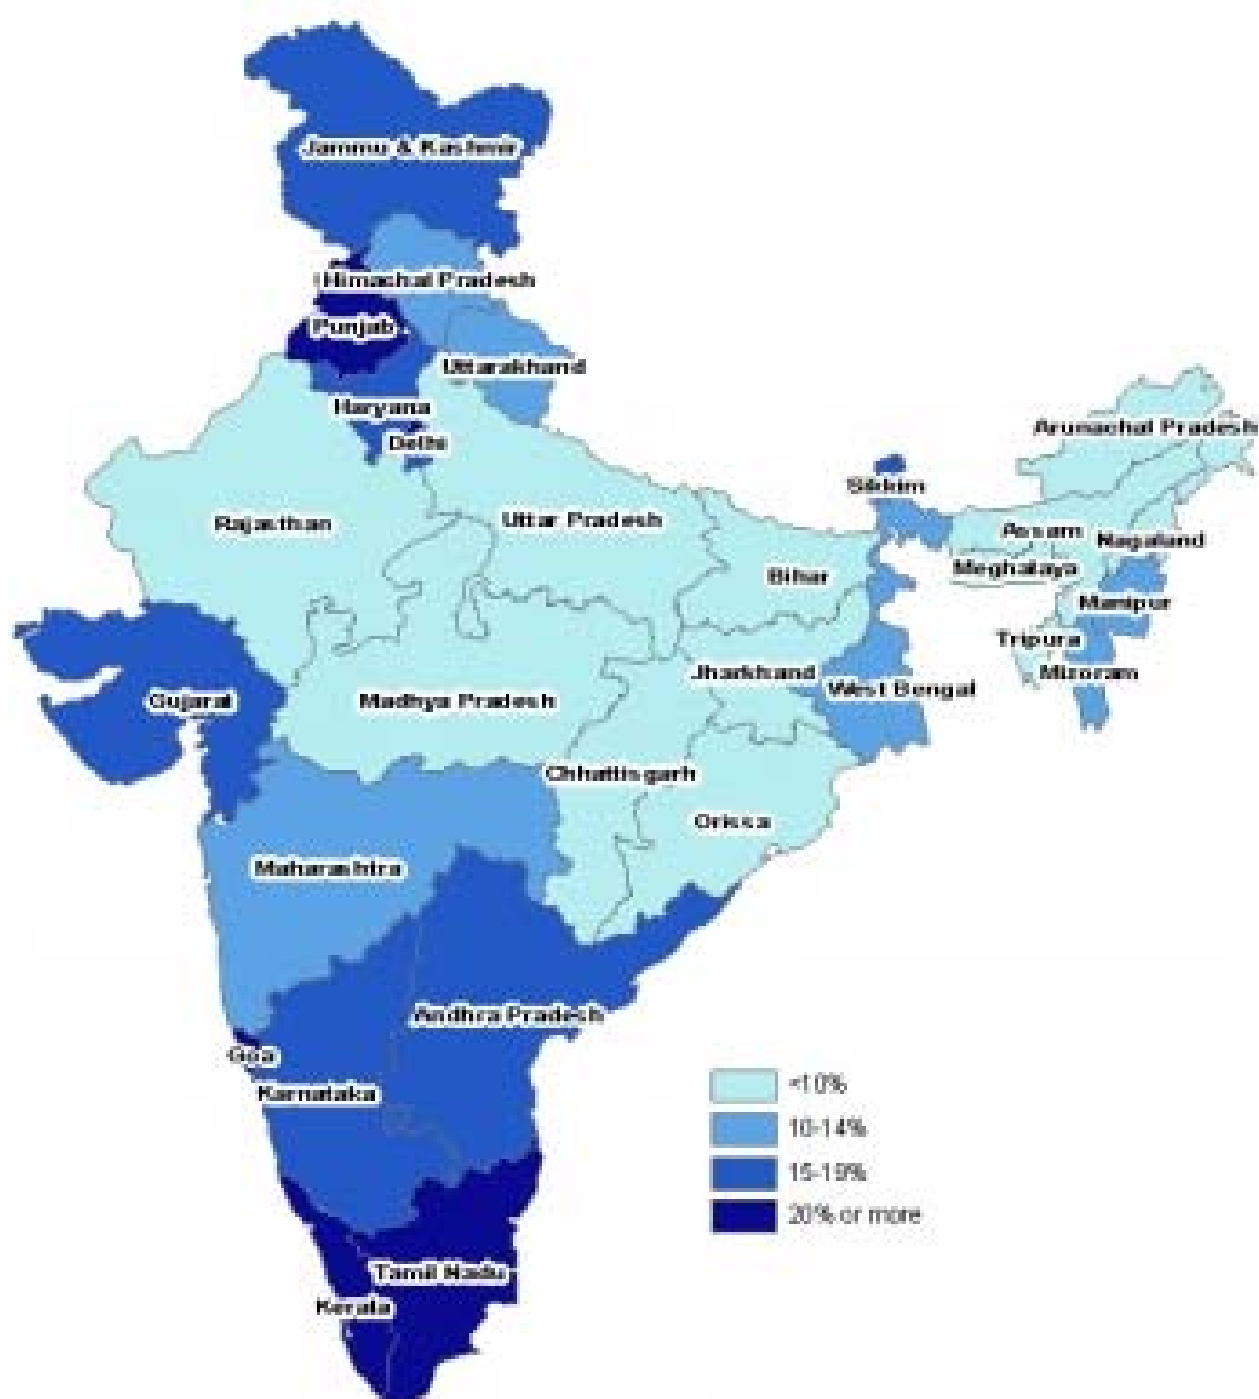 Jammu & Kashmir
Himachal Pradesh
Punjab
Uttarakhand
Haryana
Delhi
Arunachal Pradesh
Sikkim
Rajasthan
Uttar Pradesh
Assam
Nagaland
Meghalaya
Bihar
Manipur
Tripura
Jharkhand
Mizoram
West Bengal
Gujarat
Madhya Pradesh
Chhattisgarh
Orissa
Maharashtra
Andhra Pradesh
Goa
Karnataka
<10%
10-14%
15-19%
20% or more
Tamil Nadu
Kerala